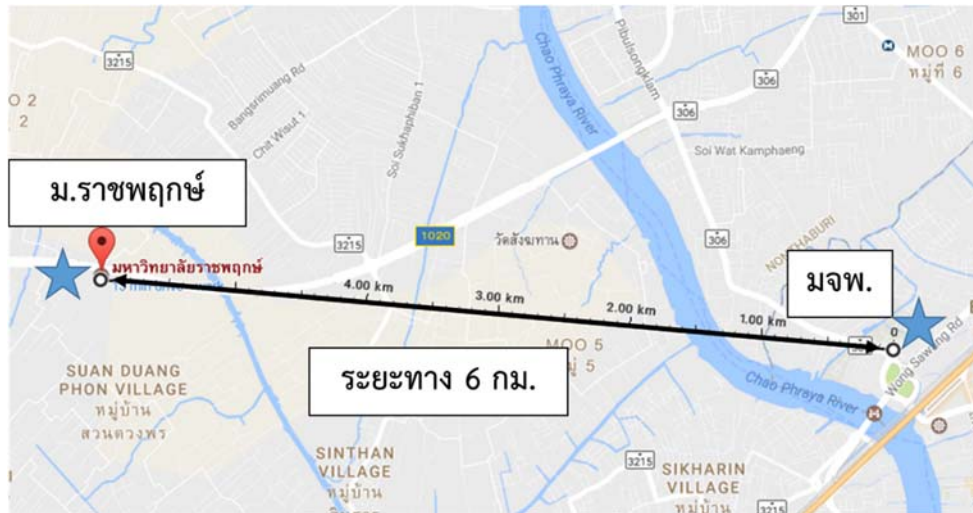 301
3215
Pibulsongklam
MOO 6
หมู่ที่ 6
306
306
Chao Phraya River
Bangsrimuang Rd
Chit Wisut 1
Soi Sukhaphiban 1
Soi Wat Kamphaeng
ม.ราชพฤกษ์
3215
1020
วัดสังฆทาน
306
NONTHABURI
มหาวิทยาลัยราชพฤกษ์
มจพ.
4.00 km
3.00 km
2.00 km
1.00 km
0
MOO 5
ระยะทาง 6 กม.
Wong Sawang Rd
Chao Phraya River
SUAN DUANG
PHON VILLAGE
หมู่บ้าน
สวนดวงพร
SINTHAN
VILLAGE
หมู่บ้าน
3215
SIKHARIN
VILLAGE
หมู่บ้าน
3215